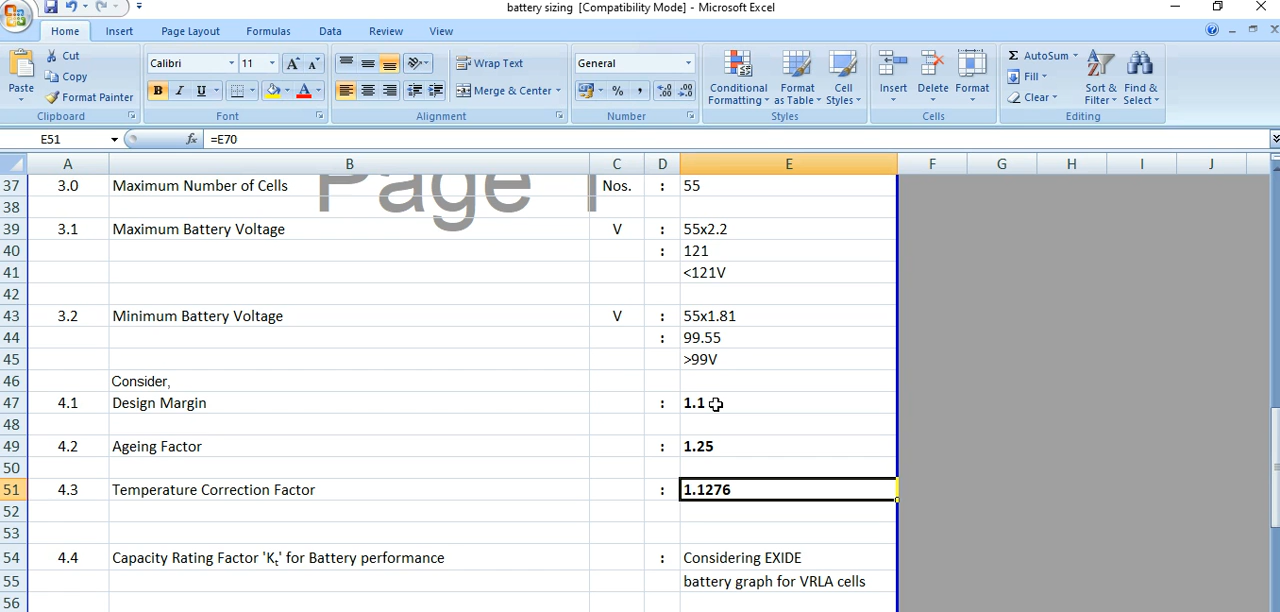 battery sizing [Compatibility Mode] - Microsoft Excel
Home Insert Page Layout Formulas Data Review View
Paste
Cut
Copy
Format Painter
Clipboard
Calibri 11
B I U
Font
Wrap Text
Merge & Center
Alignment
General
% ,
Number
Conditional Formatting
Format as Table
Cell Styles
Styles
Insert Delete Format
Cells
Σ AutoSum
Fill
Clear
Sort & Filter
Find & Select
Editing
E51 fx =E70
A B C D E F G H I J
Page 1
37 3.0 Maximum Number of Cells Nos. : 55
38
39 3.1 Maximum Battery Voltage V : 55x2.2
40 : 121
41 <121V
42
43 3.2 Minimum Battery Voltage V : 55x1.81
44 : 99.55
45 >99V
46 Consider,
47 4.1 Design Margin : 1.1
48
49 4.2 Ageing Factor : 1.25
50
51 4.3 Temperature Correction Factor : 1.1276
52
53
54 4.4 Capacity Rating Factor 'Kt' for Battery performance : Considering EXIDE
55 battery graph for VRLA cells
56